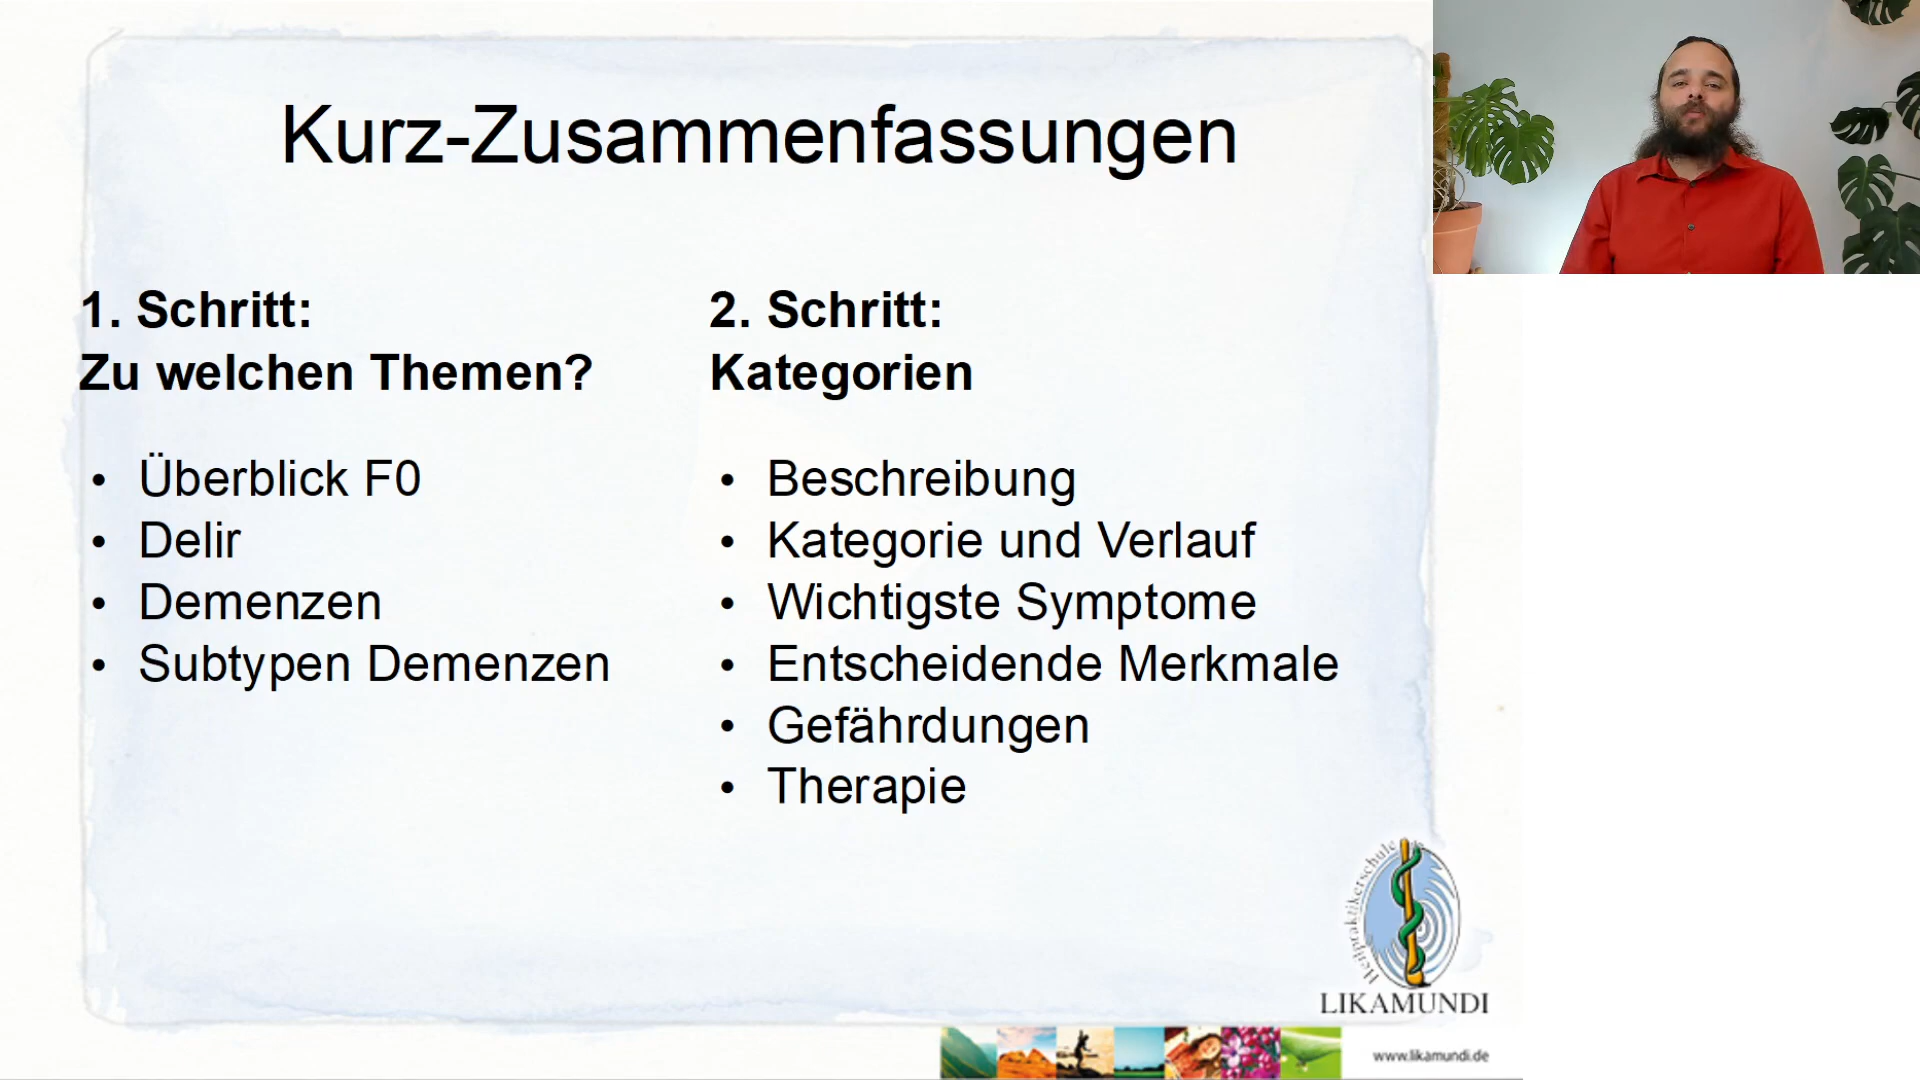 Kurz-Zusammenfassungen
1. Schritt:
Zu welchen Themen?
• Überblick F0
• Delir
• Demenzen
• Subtypen Demenzen
2. Schritt:
Kategorien
• Beschreibung
• Kategorie und Verlauf
• Wichtigste Symptome
• Entscheidende Merkmale
• Gefährdungen
• Therapie
Heilpraktikerschule
LIKAMUNDI
www.likamundi.de